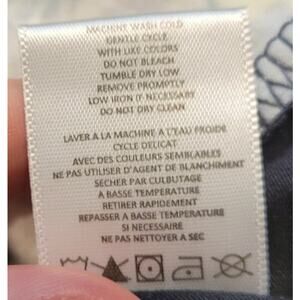 MACHINE WASH COLD
GENTLE CYCLE
WITH LIKE COLORS
DO NOT BLEACH
TUMBLE DRY LOW
REMOVE PROMPTLY
LOW IRON IF NECESSARY
DO NOT DRY CLEAN
LAVER A LA MACHINE A L'EAU FROIDE
CYCLE DELICAT
AVEC DES COULEURS SEMBLABLES
NE PAS UTILISER D'AGENT DE BLANCHIMENT
SECHER PAR CULBUTAGE
A BASSE TEMPERATURE
RETIRER RAPIDEMENT
REPASSER A BASSE TEMPERATURE
SI NECESSAIRE
NE PAS NETTOYER A SEC